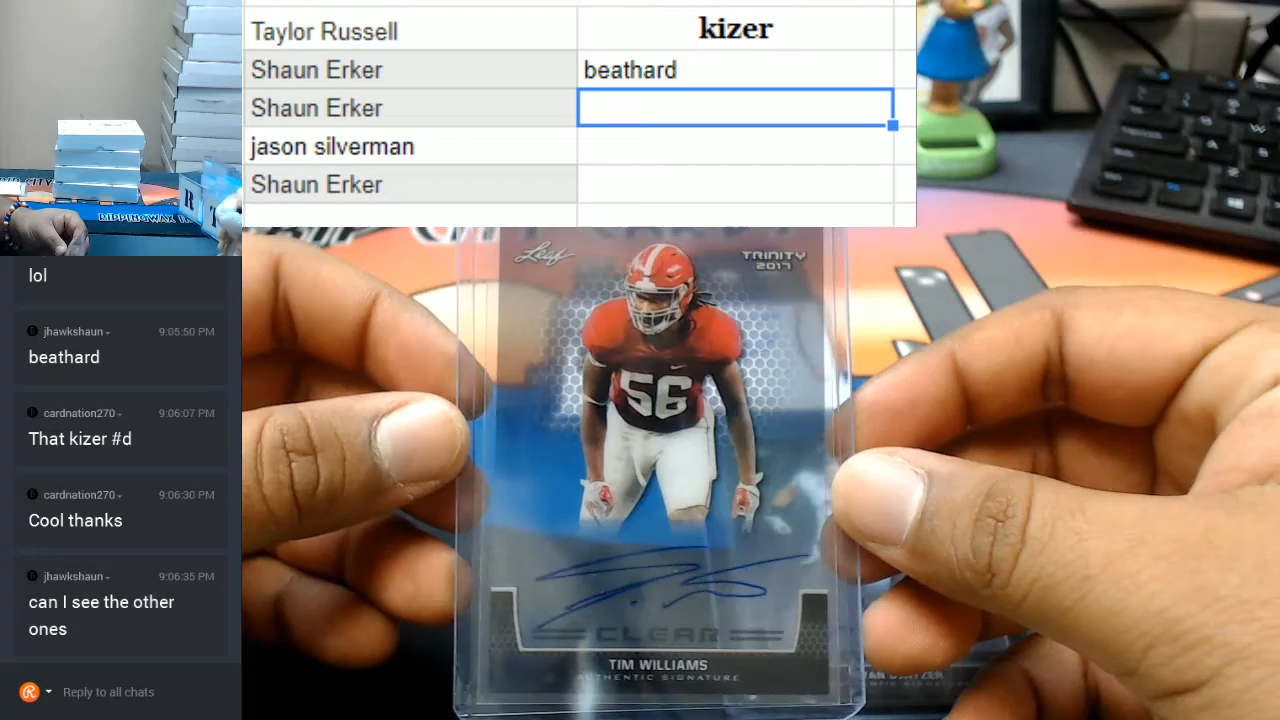 Taylor Russell kizer
Shaun Erker beathard
Shaun Erker
jason silverman
Shaun Erker
lol
jhawkshaun 9:05:50 PM
beathard
cardnation270 9:06:07 PM
That kizer #d
cardnation270 9:06:30 PM
Cool thanks
jhawkshaun 9:06:35 PM
can I see the other
ones
Reply to all chats
Leaf
TRINITY
2017
56
CLEAR
TIM WILLIAMS
AUTHENTIC SIGNATURE